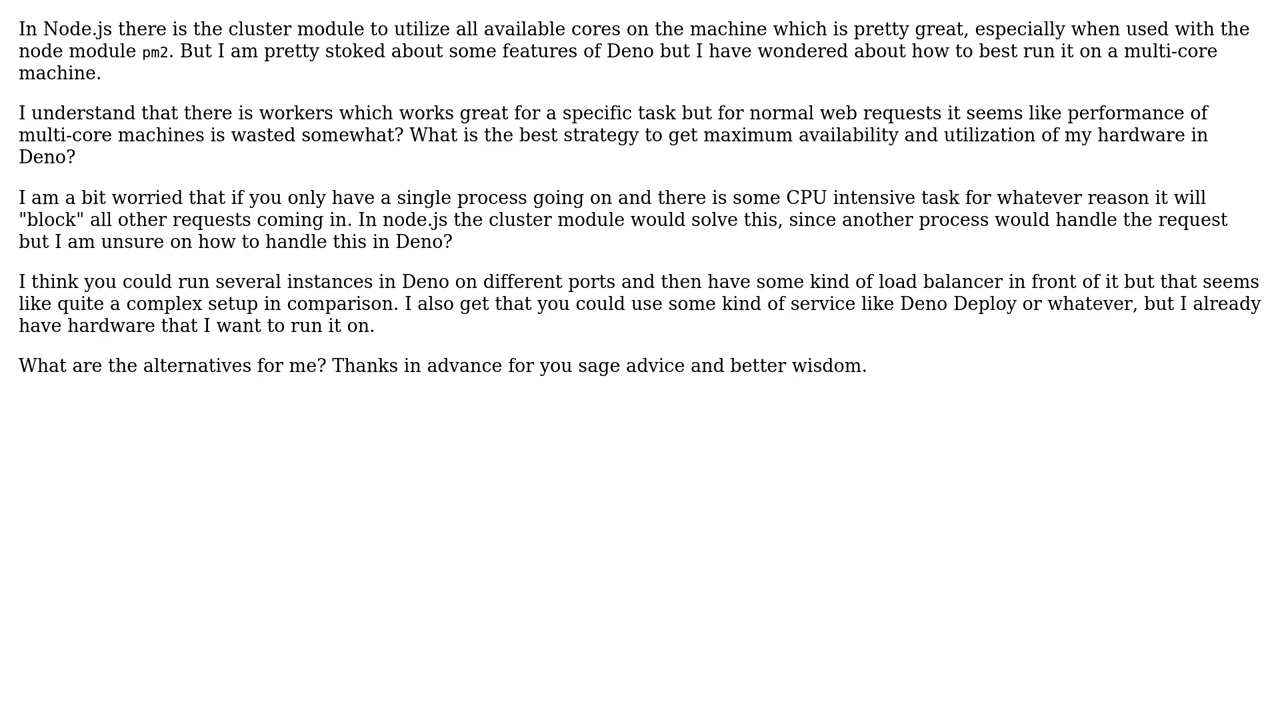 In Node.js there is the cluster module to utilize all available cores on the machine which is pretty great, especially when used with the
node module pm2. But I am pretty stoked about some features of Deno but I have wondered about how to best run it on a multi-core
machine.
I understand that there is workers which works great for a specific task but for normal web requests it seems like performance of
multi-core machines is wasted somewhat? What is the best strategy to get maximum availability and utilization of my hardware in
Deno?
I am a bit worried that if you only have a single process going on and there is some CPU intensive task for whatever reason it will
"block" all other requests coming in. In node.js the cluster module would solve this, since another process would handle the request
but I am unsure on how to handle this in Deno?
I think you could run several instances in Deno on different ports and then have some kind of load balancer in front of it but that seems
like quite a complex setup in comparison. I also get that you could use some kind of service like Deno Deploy or whatever, but I already
have hardware that I want to run it on.
What are the alternatives for me? Thanks in advance for you sage advice and better wisdom.